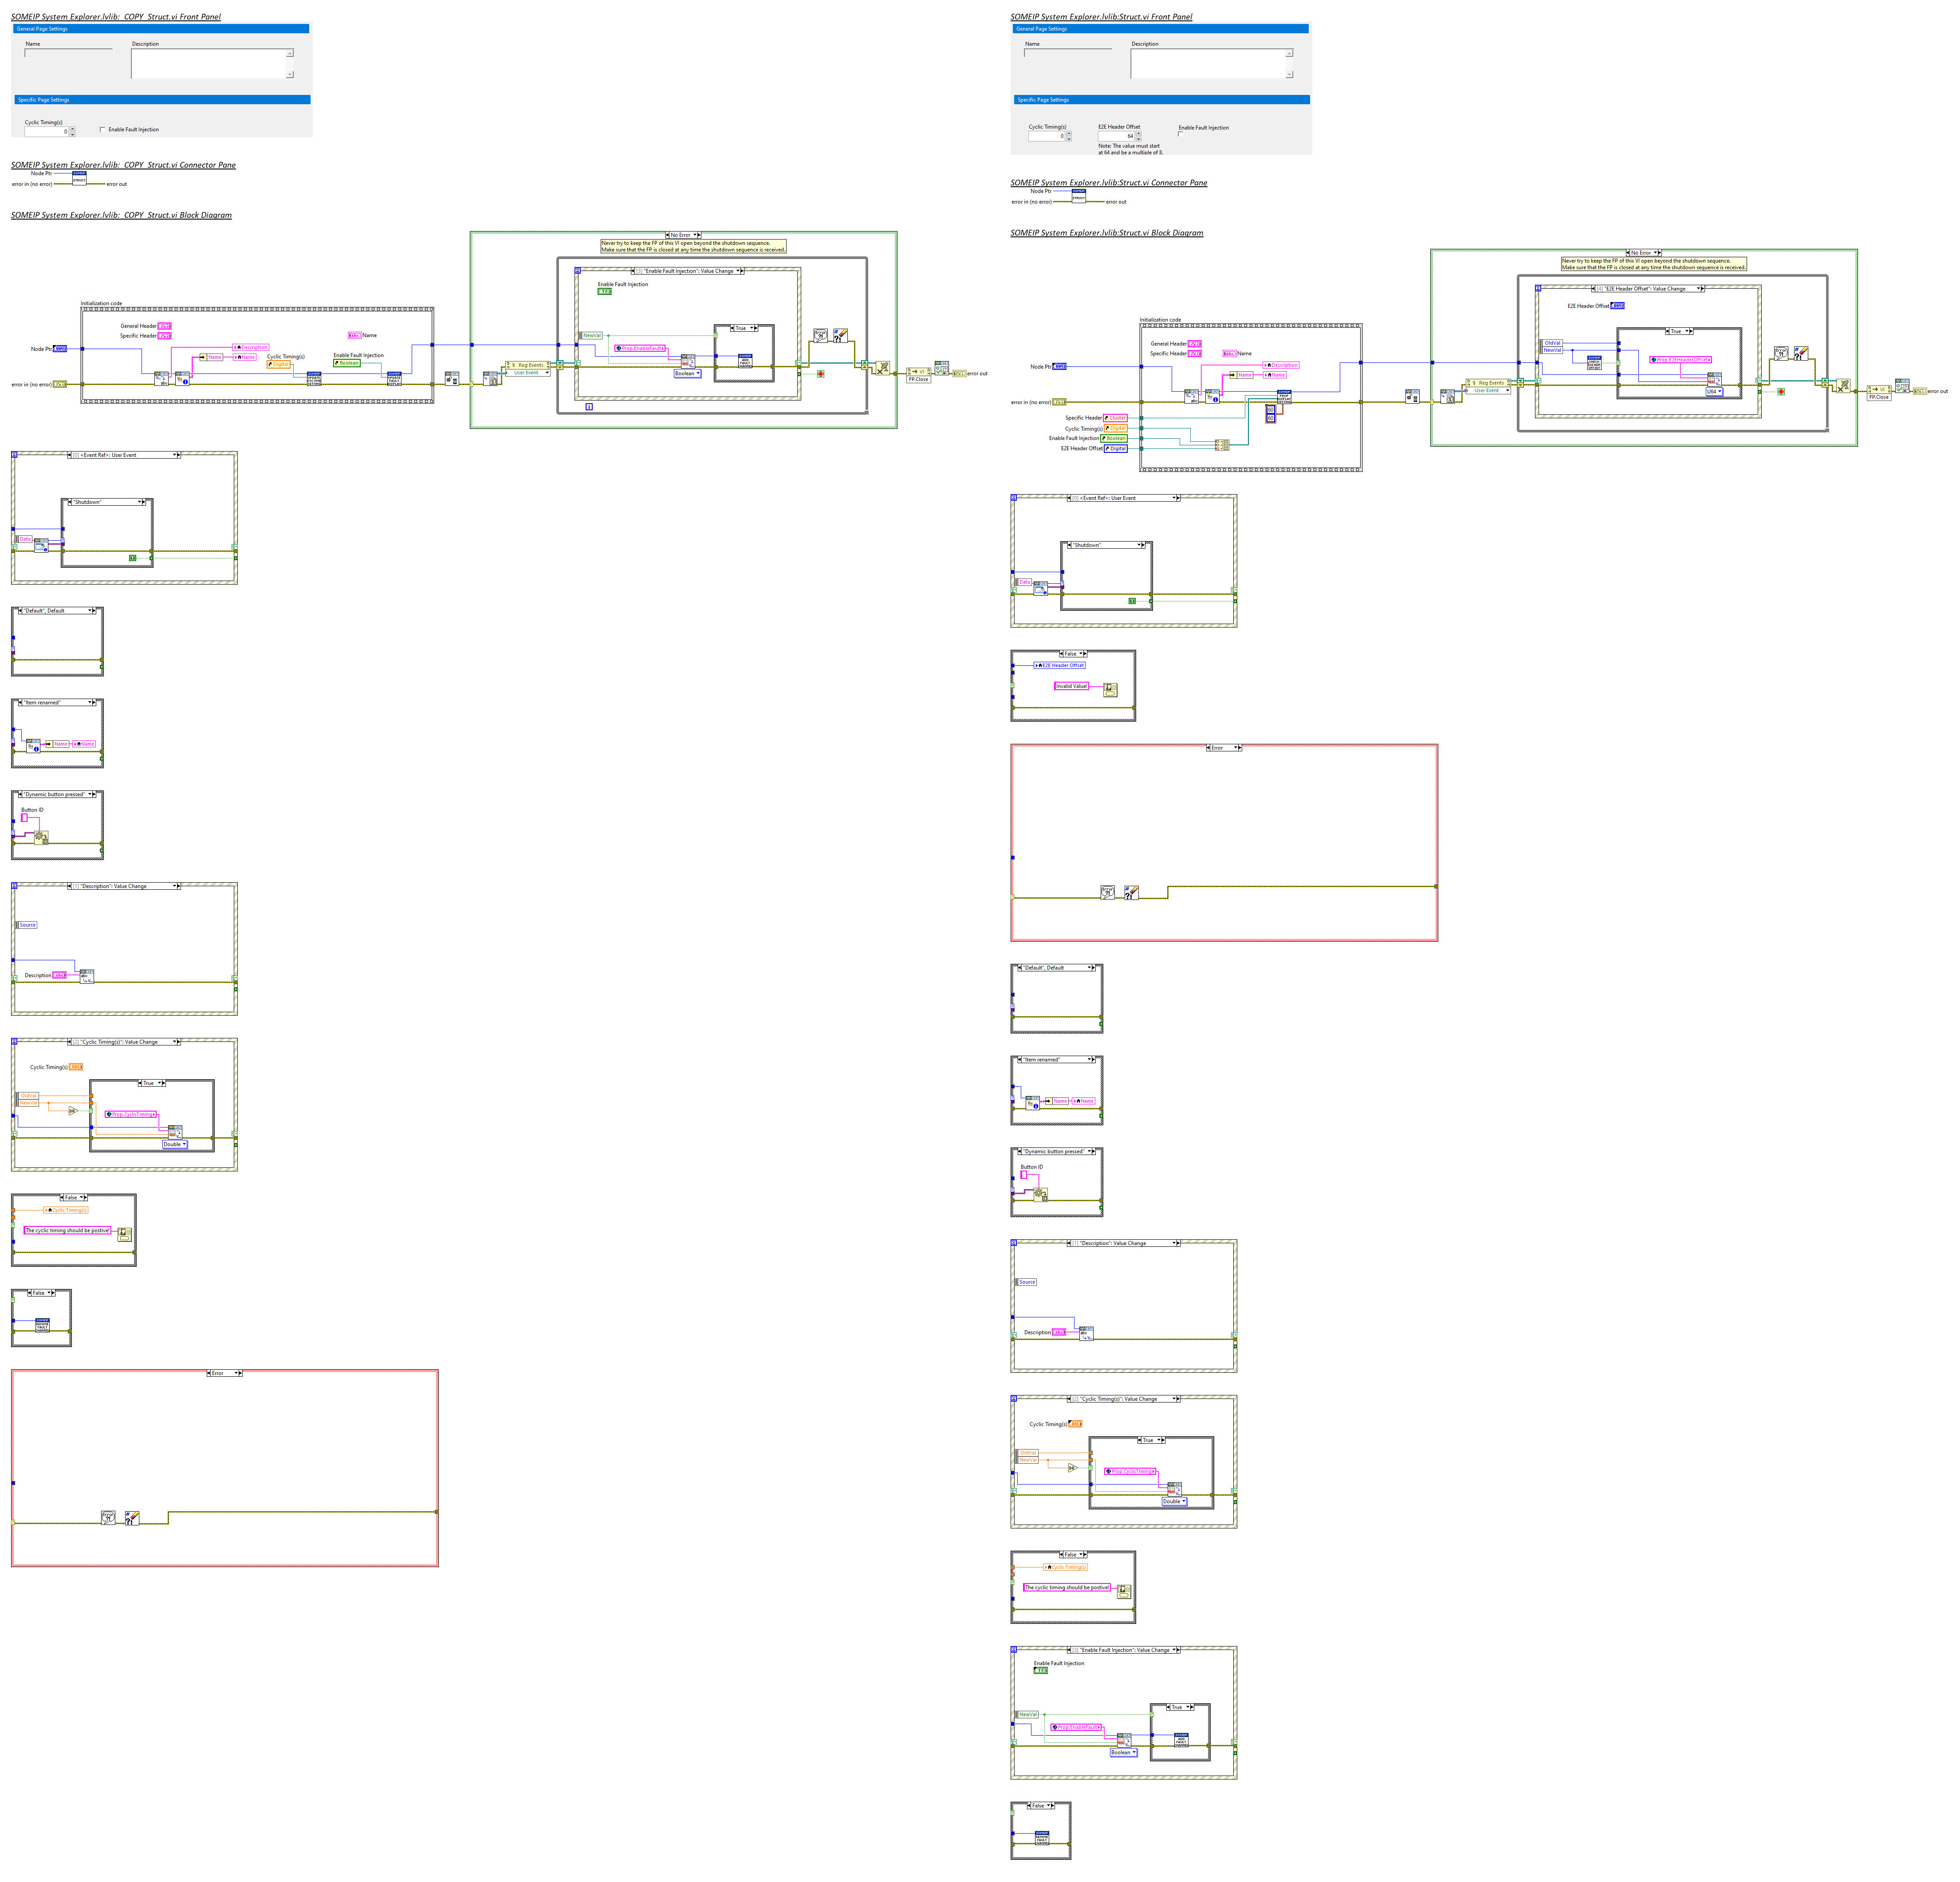 SOMEIP System Explorer.lvlib:_COPY_Struct.vi Front Panel
General Page Settings
Name
Description
Specific Page Settings
Cyclic Timing(s)
0
Enable Fault Injection
SOMEIP System Explorer.lvlib:_COPY_Struct.vi Connector Pane
Node Ptr
STRUCT
error in (no error)
error out
SOMEIP System Explorer.lvlib:_COPY_Struct.vi Block Diagram
No Error
Never try to keep the FP of this VI open beyond the shutdown sequence.
Make sure that the FP is closed at any time the shutdown sequence is received.
[3] "Enable Fault Injection": Value Change
Enable Fault Injection
Initialization code
General Header
Specific Header
Name
Node Ptr
Description
Name
Name
Cyclic Timing(s)
Digital
Enable Fault Injection
Boolean
error in (no error)
Reg Events
User Event
NewVal
Prop.EnableFault
Boolean
True
VI
FP.Close
error out
[0] <Event Ref>: User Event
"Shutdown"
Data
"Default", Default
"Item renamed"
Name
Name
"Dynamic button pressed"
Button ID
[1] "Description": Value Change
Source
Description
[2] "Cyclic Timing(s)": Value Change
Cyclic Timing(s)
True
OldVal
NewVal
Prop.CyclicTiming
Double
False
Cyclic Timing(s)
The cyclic timing should be postive!
False
Error
SOMEIP System Explorer.lvlib:Struct.vi Front Panel
General Page Settings
Name
Description
Specific Page Settings
Cyclic Timing(s)
0
E2E Header Offset
64
Note: The value must start
at 64 and be a multiple of 8.
Enable Fault Injection
SOMEIP System Explorer.lvlib:Struct.vi Connector Pane
Node Ptr
STRUCT
error in (no error)
error out
SOMEIP System Explorer.lvlib:Struct.vi Block Diagram
No Error
Never try to keep the FP of this VI open beyond the shutdown sequence.
Make sure that the FP is closed at any time the shutdown sequence is received.
[4] "E2E Header Offset": Value Change
E2E Header Offset
Initialization code
General Header
Specific Header
Name
Node Ptr
Description
Name
Name
error in (no error)
Specific Header
Cluster
Cyclic Timing(s)
Digital
Enable Fault Injection
Boolean
E2E Header Offset
Digital
60
60
Reg Events
User Event
OldVal
NewVal
True
Prop.E2EHeaderOffset
U64
VI
FP.Close
error out
[0] <Event Ref>: User Event
"Shutdown"
Data
False
E2E Header Offset
Invalid Value!
Error
"Default", Default
"Item renamed"
Name
Name
"Dynamic button pressed"
Button ID
[1] "Description": Value Change
Source
Description
[2] "Cyclic Timing(s)": Value Change
Cyclic Timing(s)
True
OldVal
NewVal
Prop.CyclicTiming
Double
False
Cyclic Timing(s)
The cyclic timing should be postive!
[3] "Enable Fault Injection": Value Change
Enable Fault Injection
True
NewVal
Prop.EnableFault
Boolean
False